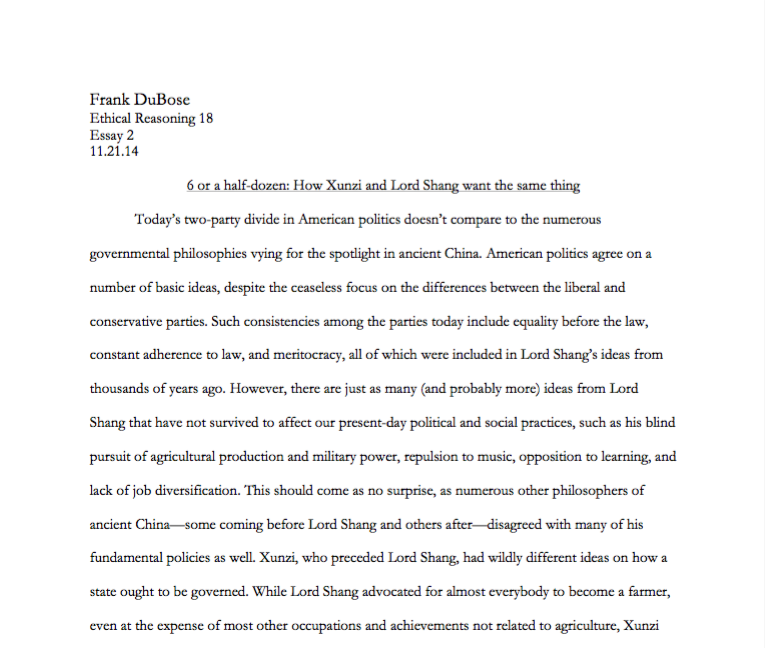 Frank DuBose
Ethical Reasoning 18
Essay 2
11.21.14
6 or a half-dozen: How Xunzi and Lord Shang want the same thing
Today’s two-party divide in American politics doesn’t compare to the numerous
governmental philosophies vying for the spotlight in ancient China. American politics agree on a
number of basic ideas, despite the ceaseless focus on the differences between the liberal and
conservative parties. Such consistencies among the parties today include equality before the law,
constant adherence to law, and meritocracy, all of which were included in Lord Shang’s ideas from
thousands of years ago. However, there are just as many (and probably more) ideas from Lord
Shang that have not survived to affect our present-day political and social practices, such as his blind
pursuit of agricultural production and military power, repulsion to music, opposition to learning, and
lack of job diversification. This should come as no surprise, as numerous other philosophers of
ancient China—some coming before Lord Shang and others after—disagreed with many of his
fundamental policies as well. Xunzi, who preceded Lord Shang, had wildly different ideas on how a
state ought to be governed. While Lord Shang advocated for almost everybody to become a farmer,
even at the expense of most other occupations and achievements not related to agriculture, Xunzi